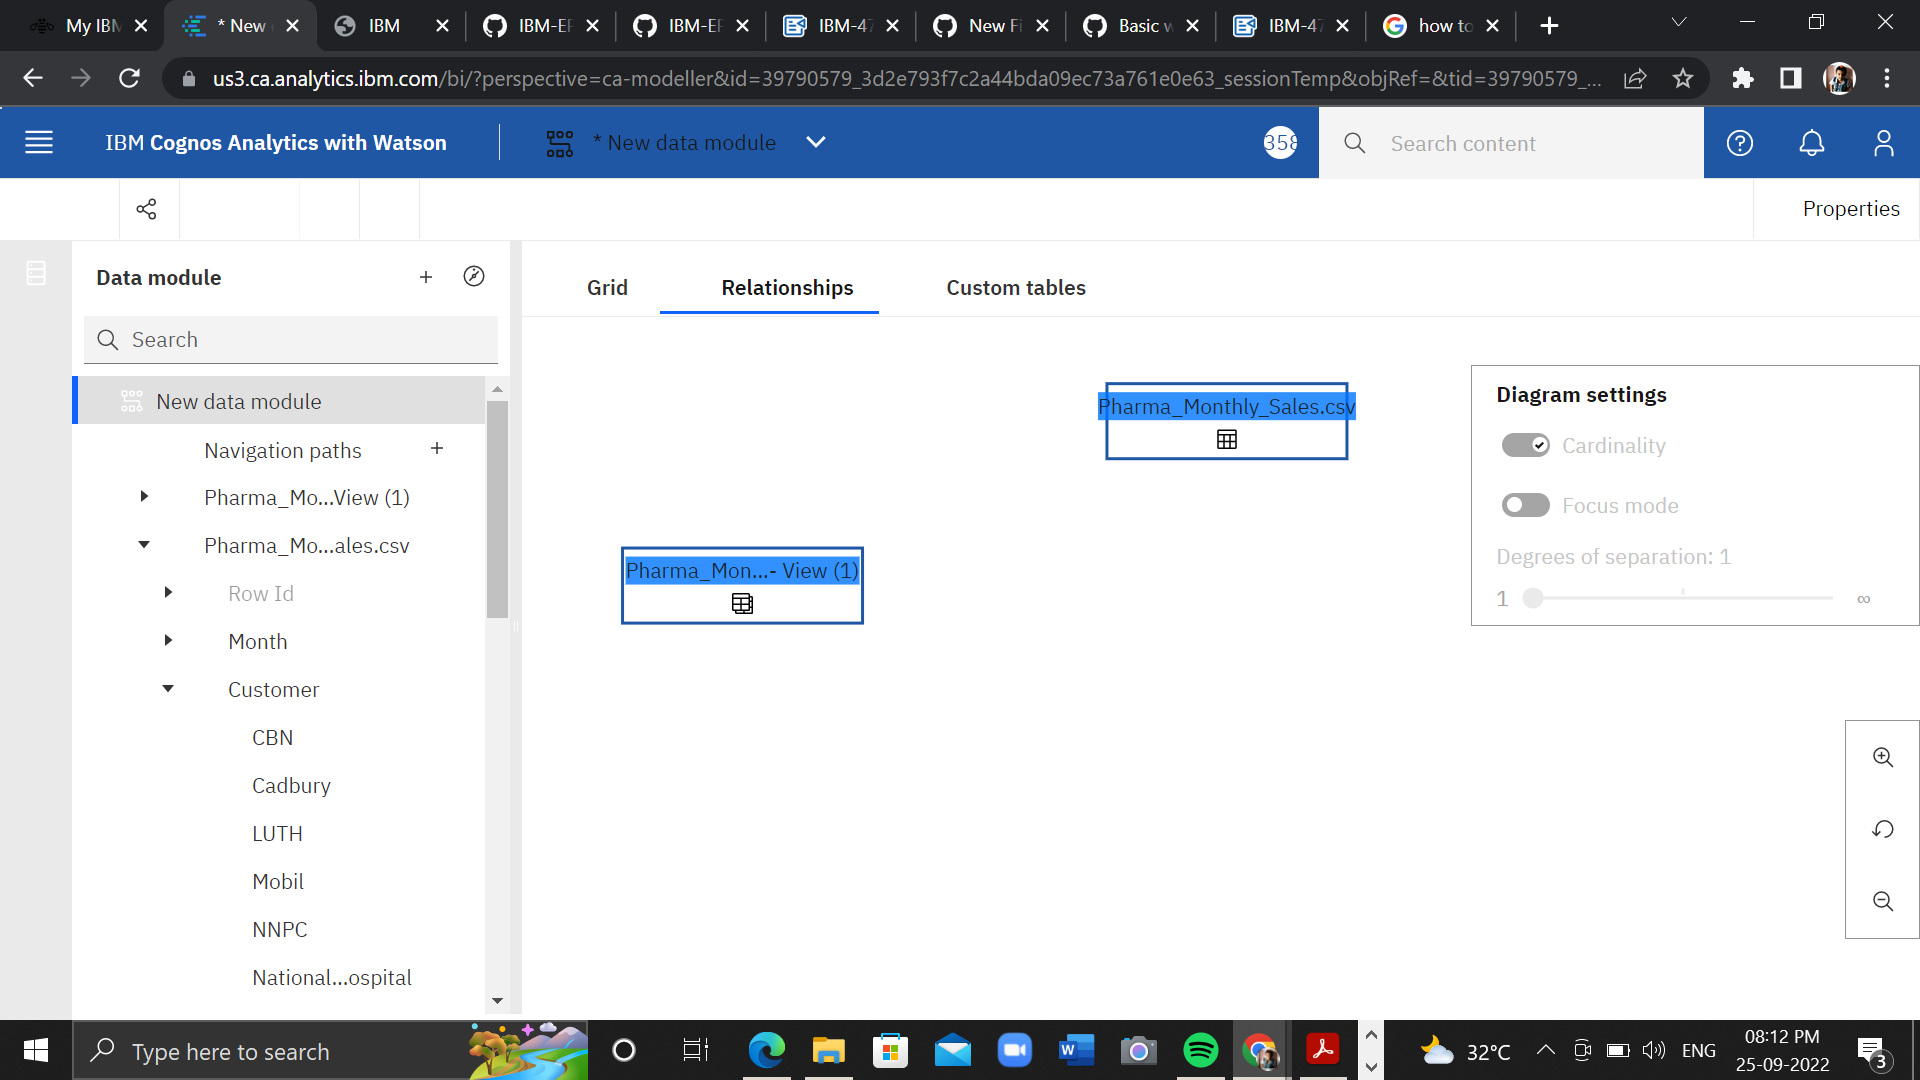 My IBM
* New
IBM
IBM-EP
IBM-EP
IBM-47
New Fi
Basic w
IBM-47
how to
us3.ca.analytics.ibm.com/bi/?perspective=ca-modeller&id=39790579_3d2e793f7c2a44bda09ec73a761e0e63_sessionTemp&objRef=&tid=39790579_...
IBM Cognos Analytics with Watson
* New data module
358
Search content
Properties
Data module
Search
New data module
Navigation paths
Pharma_Mo...View (1)
Pharma_Mo...ales.csv
Row Id
Month
Customer
CBN
Cadbury
LUTH
Mobil
NNPC
National...ospital
Grid
Relationships
Custom tables
Pharma_Monthly_Sales.csv
Pharma_Mon...- View (1)
Diagram settings
Cardinality
Focus mode
Degrees of separation: 1
1
∞
Type here to search
32°C
ENG
08:12 PM
25-09-2022
3